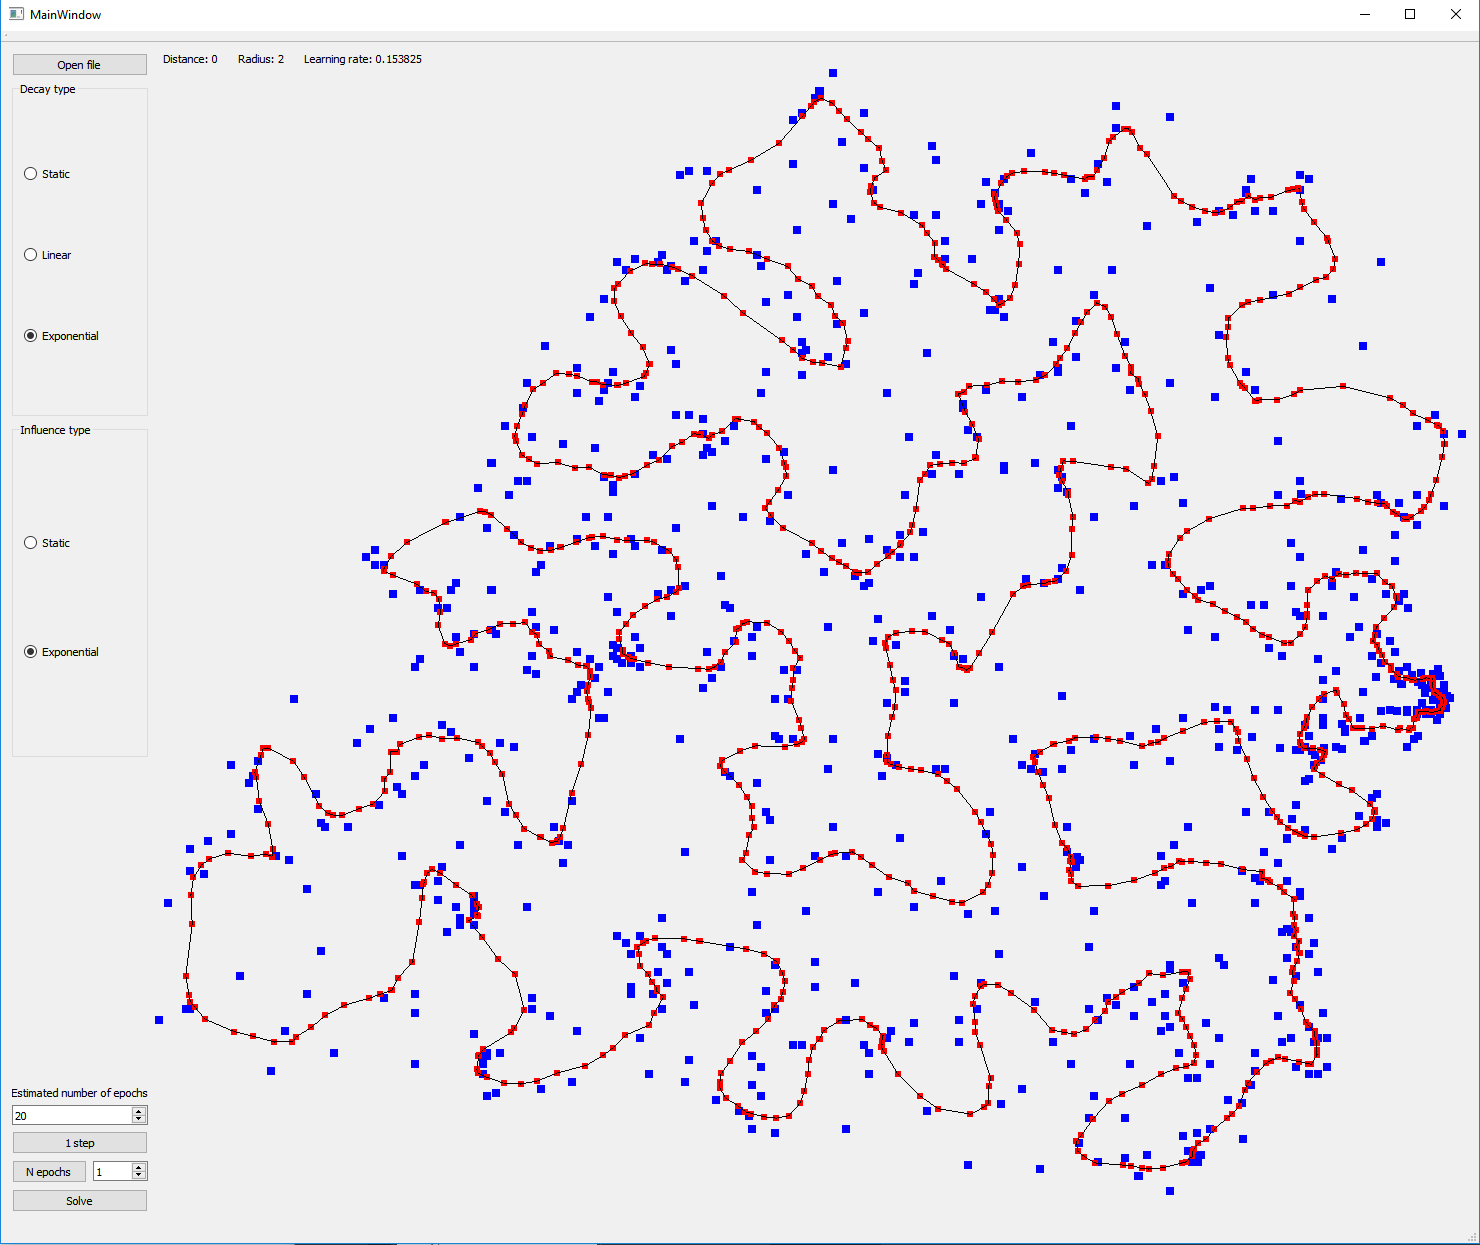 MainWindow
Open file
Distance: 0 Radius: 2 Learning rate: 0.153825
Decay type
Static
Linear
Exponential
Influence type
Static
Exponential
Estimated number of epochs
20
1 step
N epochs 1
Solve